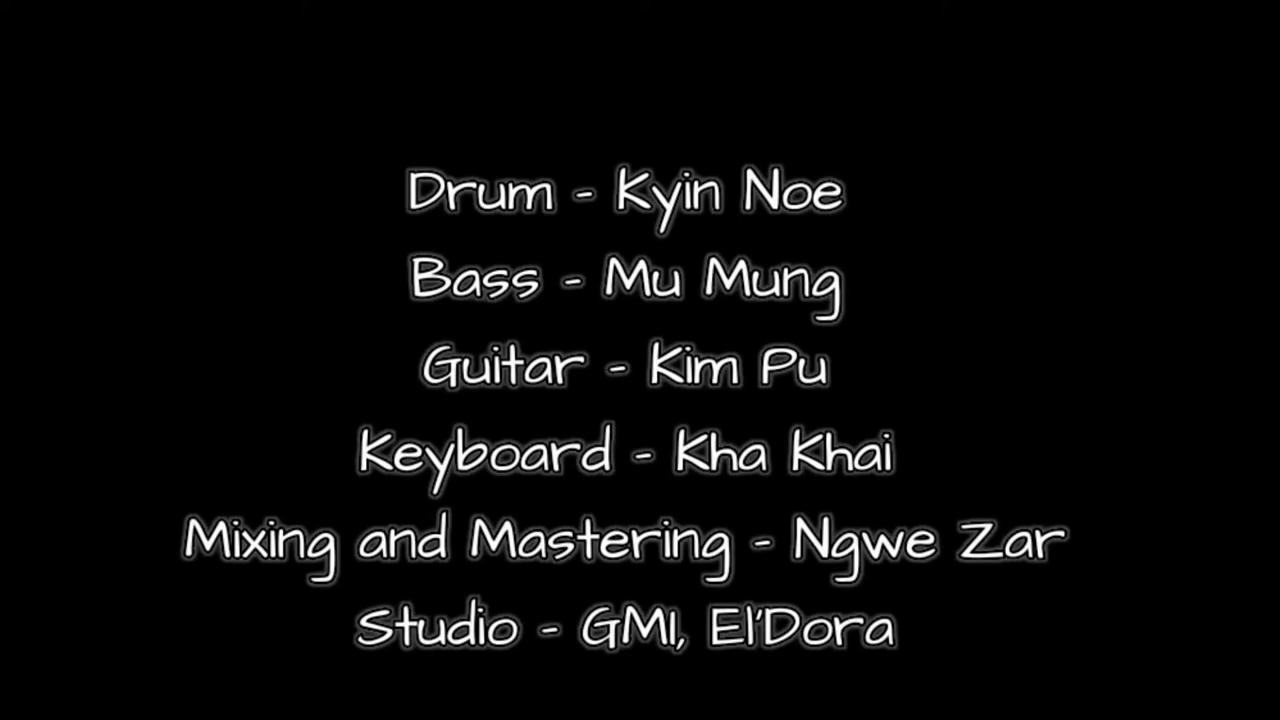 Drum - Kyin Noe
Bass - Mu Mung
Guitar - Kim Pu
Keyboard - Kha Khai
Mixing and Mastering - Ngwe Zar
Studio - GMI, El'Dora